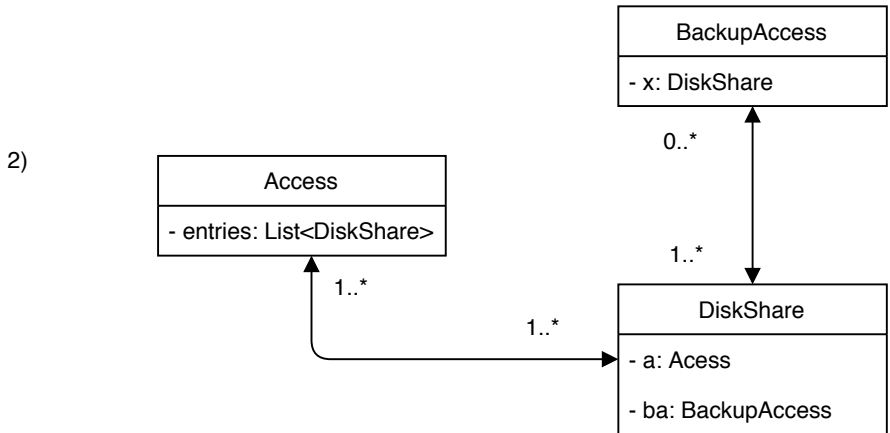 BackupAccess
- x: DiskShare
0..*
2)
Access
- entries: List<DiskShare>
1..*
1..*
1..*
DiskShare
- a: Acess
- ba: BackupAccess